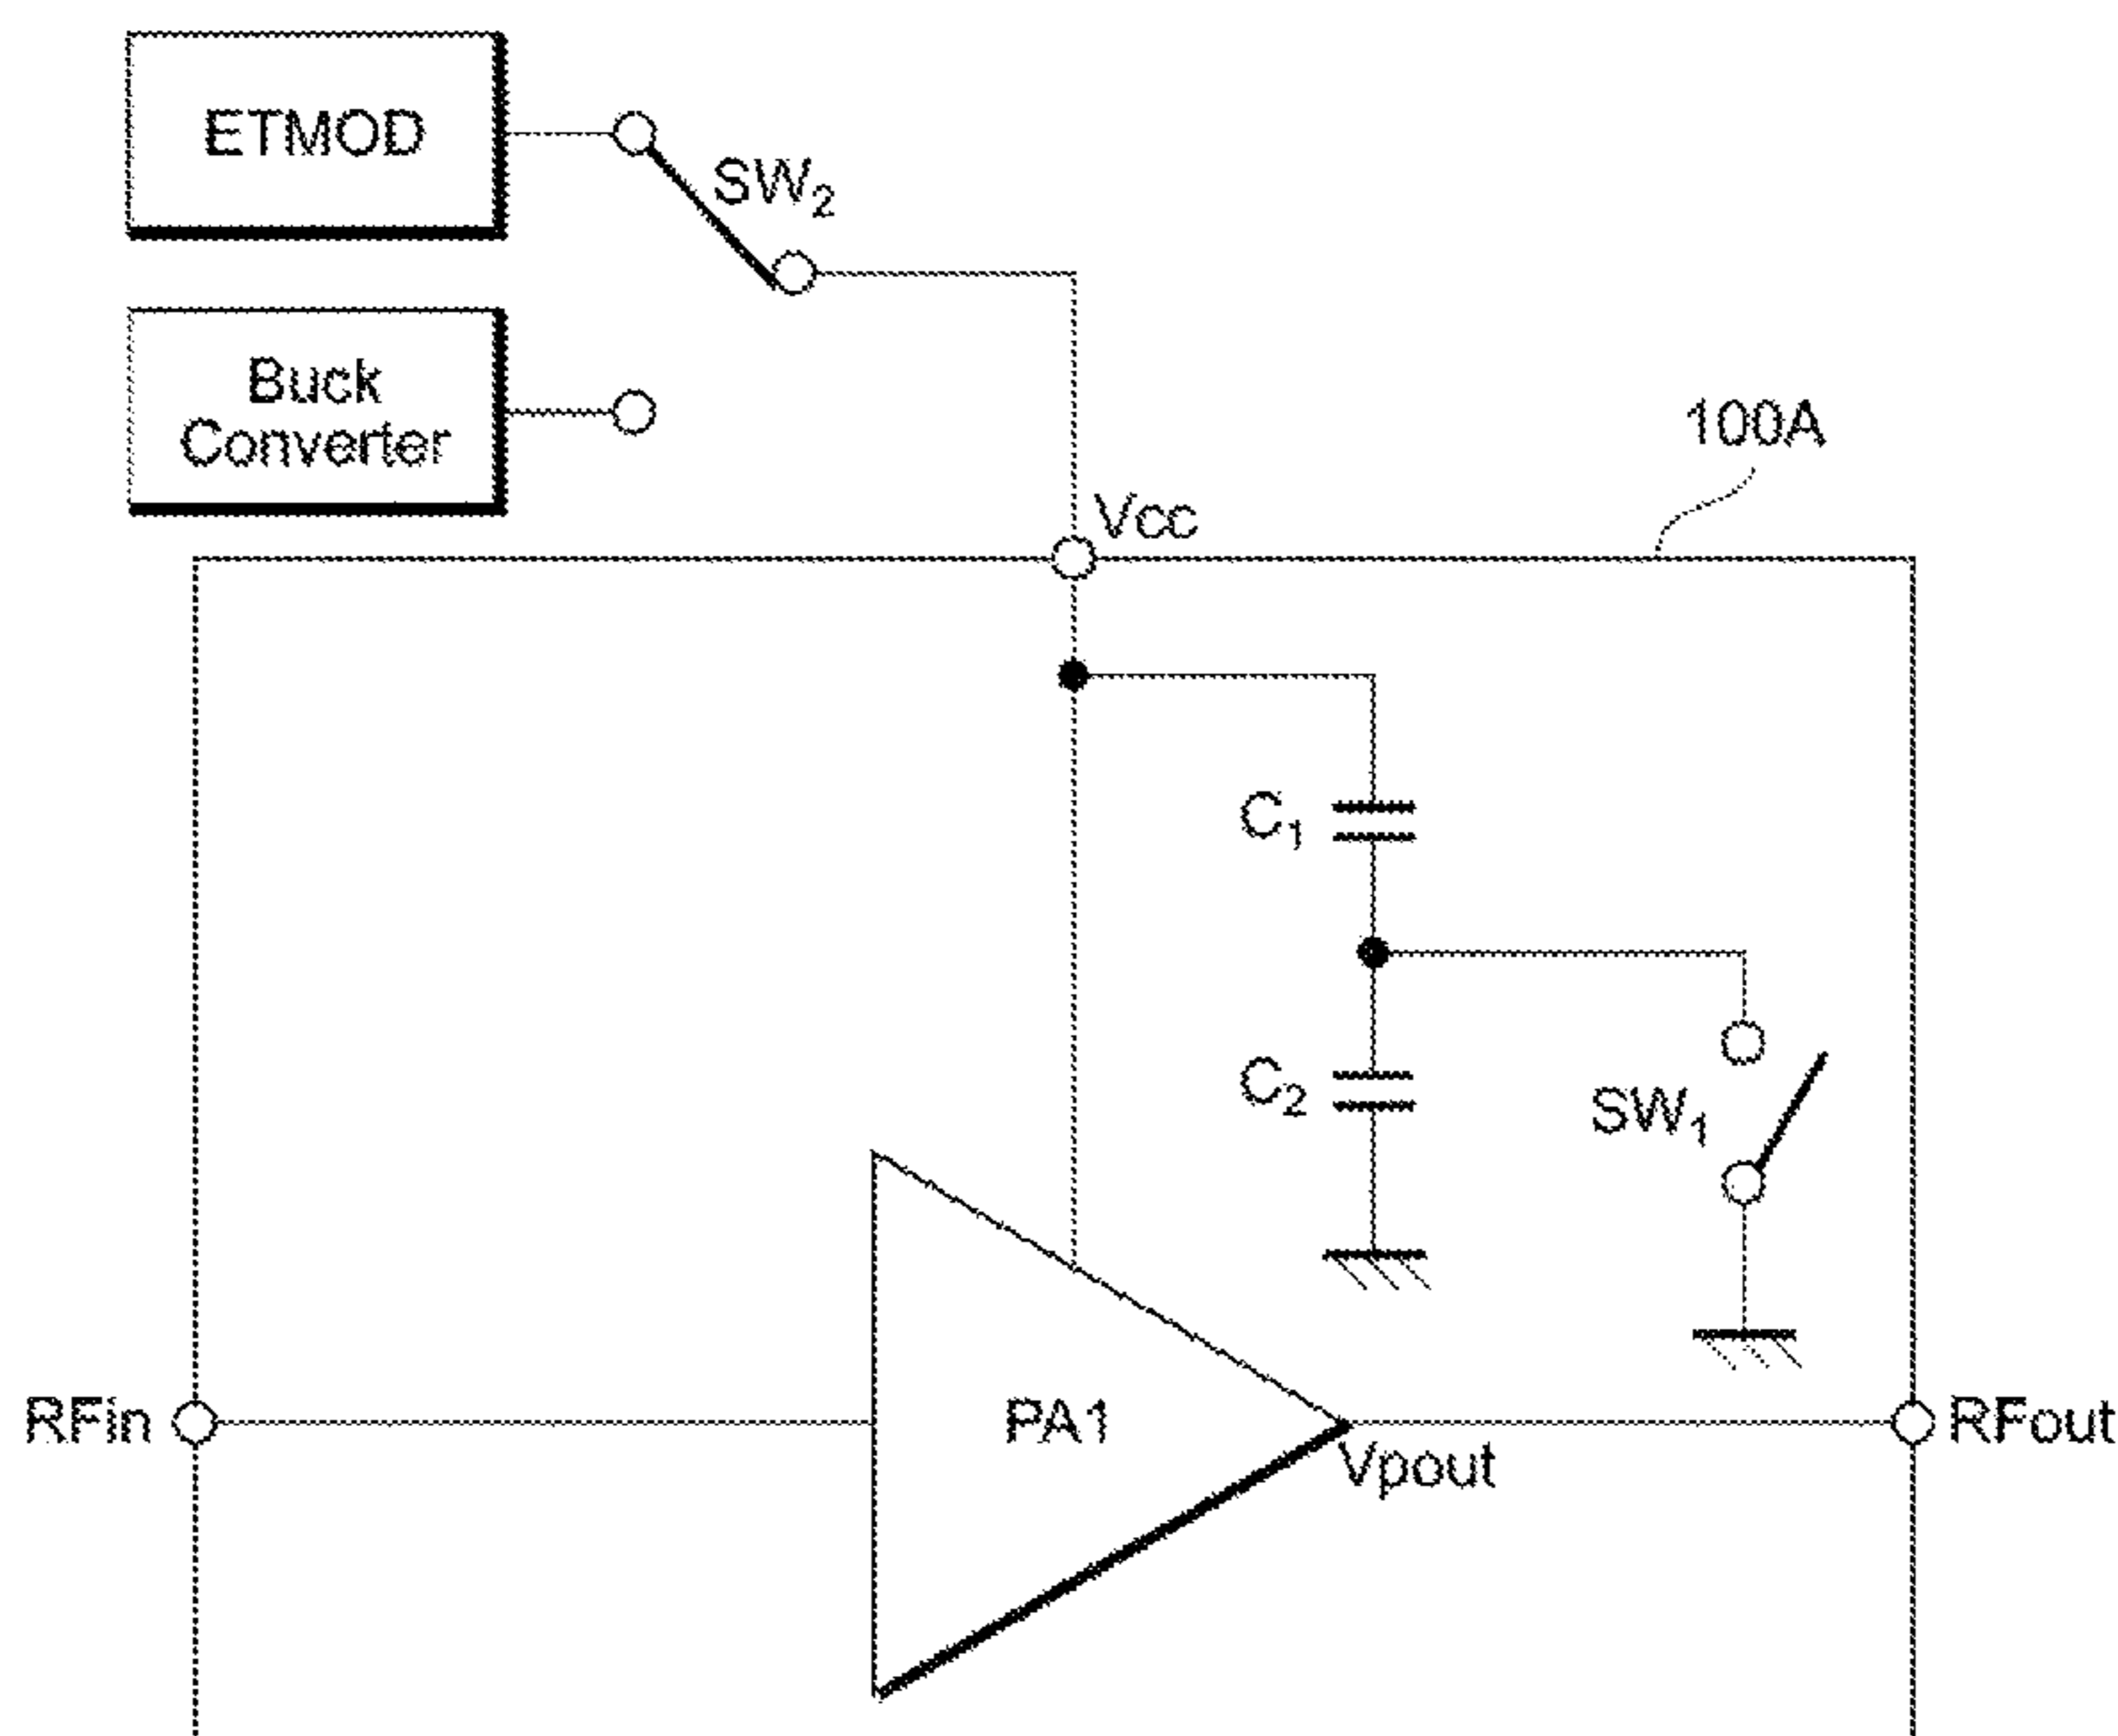 ETMOD
SW₂
Buck
Converter
100A
Vcc
C₁
C₂
SW₁
RFin
PA1
RFout
Vpout